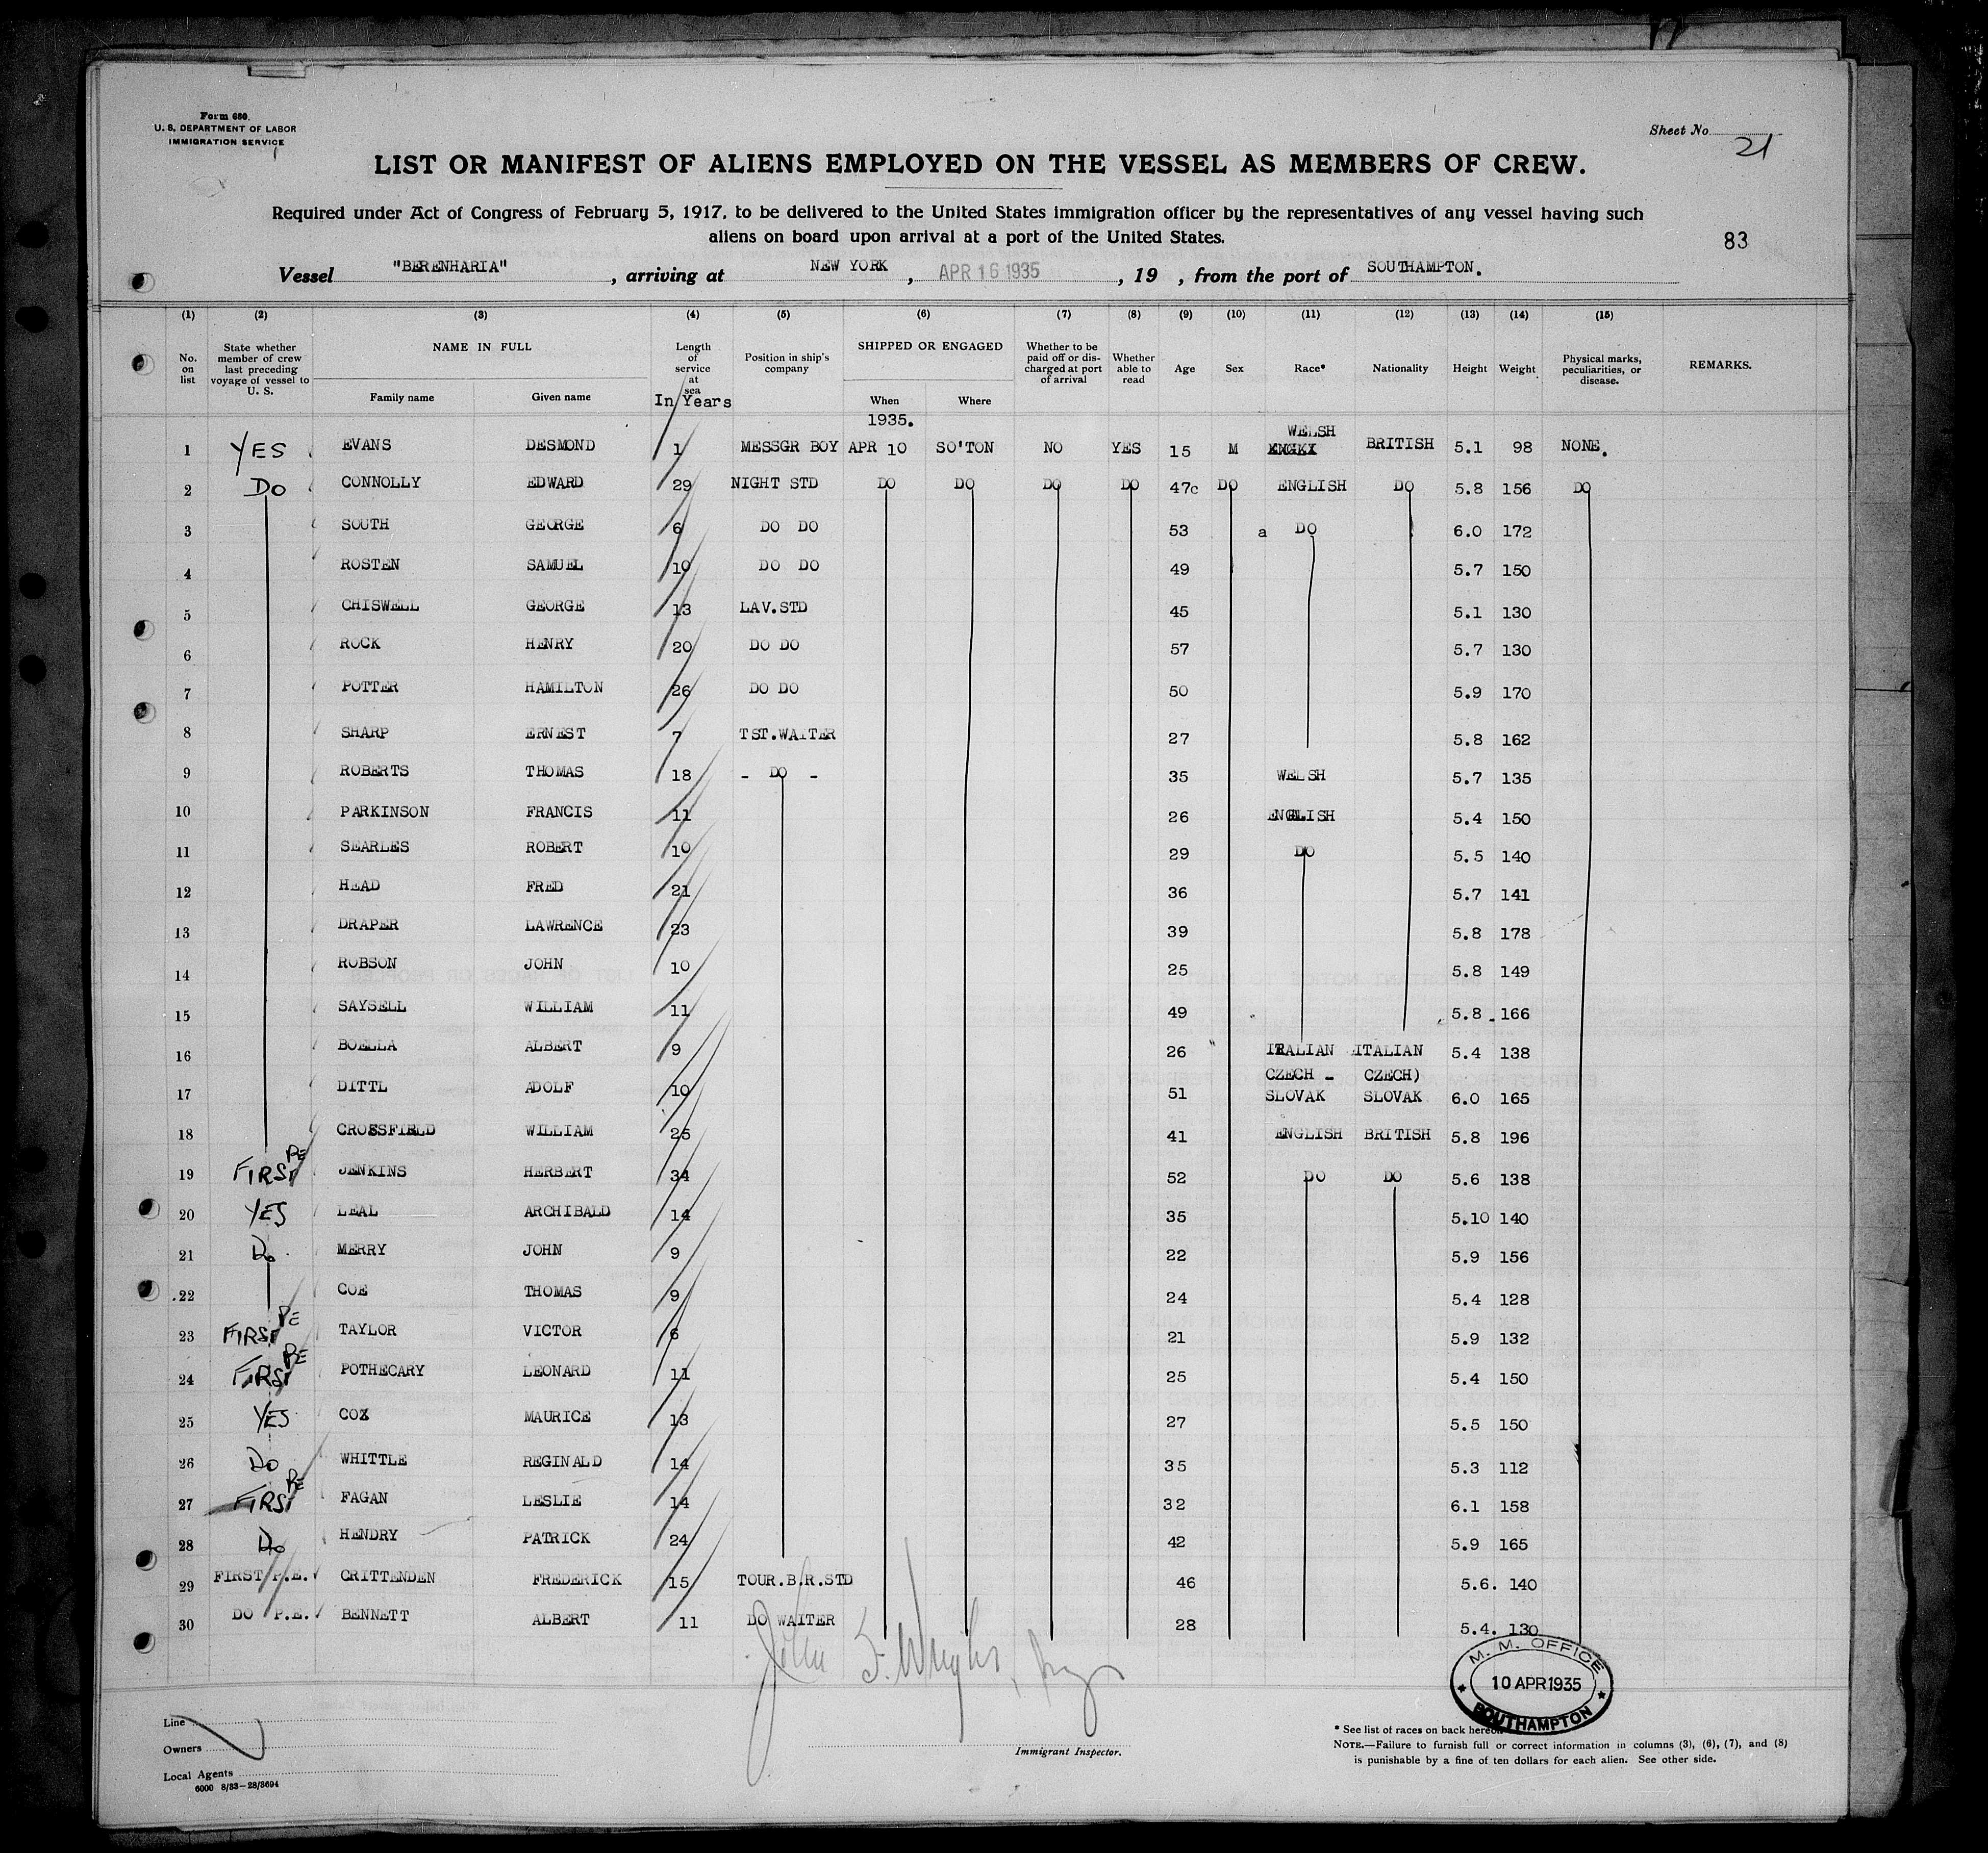 Form 680.
U. S. DEPARTMENT OF LABOR
IMMIGRATION SERVICE
Sheet No. 21
LIST OR MANIFEST OF ALIENS EMPLOYED ON THE VESSEL AS MEMBERS OF CREW.
Required under Act of Congress of February 5, 1917, to be delivered to the United States immigration officer by the representatives of any vessel having such
aliens on board upon arrival at a port of the United States.
83
Vessel "BERENHARIA", arriving at NEW YORK, APR 16 1935, 19 , from the port of SOUTHAMPTON.
(1) (2) (3) (4) (5) (6) (7) (8) (9) (10) (11) (12) (13) (14) (15)
No. on list State whether member of crew last preceding voyage of vessel to U. S. NAME IN FULL Family name Given name Length of service at sea In Years Position in ship's company SHIPPED OR ENGAGED When Where Whether to be paid off or discharged at port of arrival Whether able to read Age Sex Race* Nationality Height Weight Physical marks, peculiarities, or disease. REMARKS.
1935.
1 YES EVANS DESMOND 1 MESSGR BOY APR 10 SO'TON NO YES 15 M WELSH BRITISH 5.1 98 NONE.
2 DO CONNOLLY EDWARD 29 NIGHT STD DO DO DO DO 47c DO ENGLISH DO 5.8 156 DO
3 SOUTH GEORGE 6 DO DO 53 a DO 6.0 172
4 ROSTEN SAMUEL 10 DO DO 49 5.7 150
5 CHISWELL GEORGE 13 LAV.STD 45 5.1 130
6 ROCK HENRY 20 DO DO 57 5.7 130
7 POTTER HAMILTON 26 DO DO 50 5.9 170
8 SHARP ERNEST 7 TST.WAITER 27 5.8 162
9 ROBERTS THOMAS 18 - DO - 35 WELSH 5.7 135
10 PARKINSON FRANCIS 11 26 ENGLISH 5.4 150
11 SEARLES ROBERT 10 29 DO 5.5 140
12 HEAD FRED 21 36 5.7 141
13 DRAPER LAWRENCE 23 39 5.8 178
14 ROBSON JOHN 10 25 5.8 149
15 SAYSELL WILLIAM 11 49 5.8 166
16 BOELLA ALBERT 9 26 ITALIAN ITALIAN 5.4 138
17 DITTL ADOLF 10 51 CZECH - SLOVAK CZECH) SLOVAK 6.0 165
18 CROSSFIELD WILLIAM 25 41 ENGLISH BRITISH 5.8 196
19 FIRST PE JENKINS HERBERT 34 52 DO DO 5.6 138
20 YES LEAL ARCHIBALD 14 35 5.10 140
21 Do MERRY JOHN 9 22 5.9 156
22 COE THOMAS 9 24 5.4 128
23 FIRST PE TAYLOR VICTOR 6 21 5.9 132
24 FIRST PE POTHECARY LEONARD 11 25 5.4 150
25 YES COX MAURICE 13 27 5.5 150
26 Do WHITTLE REGINALD 14 35 5.3 112
27 FIRST PE FAGAN LESLIE 14 32 6.1 158
28 Do HENDRY PATRICK 24 42 5.9 165
29 FIRST P.E. CRITTENDEN FREDERICK 15 TOUR.B.R.STD 46 5.6. 140
30 DO P.E. BENNETT ALBERT 11 DO WAITER 28 5.4. 130
John S. Wright
M. M. OFFICE
10 APR 1935
SOUTHAMPTON
Line
Owners
Local Agents
6000 8/33-28/3694
Immigrant Inspector.
* See list of races on back hereon
NOTE.—Failure to furnish full or correct information in columns (3), (6), (7), and (8)
is punishable by a fine of ten dollars for each alien. See other side.